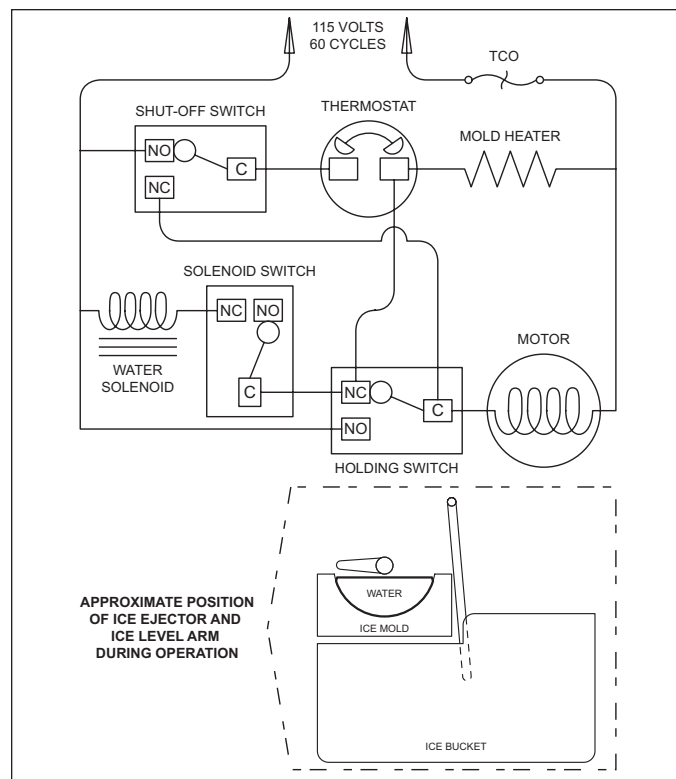 115 VOLTS
60 CYCLES
TCO
SHUT-OFF SWITCH
THERMOSTAT
MOLD HEATER
NO
C
NC
SOLENOID SWITCH
NC
NO
MOTOR
WATER
SOLENOID
C
NC
C
NO
HOLDING SWITCH
APPROXIMATE POSITION
OF ICE EJECTOR AND
ICE LEVEL ARM
DURING OPERATION
WATER
ICE MOLD
ICE BUCKET